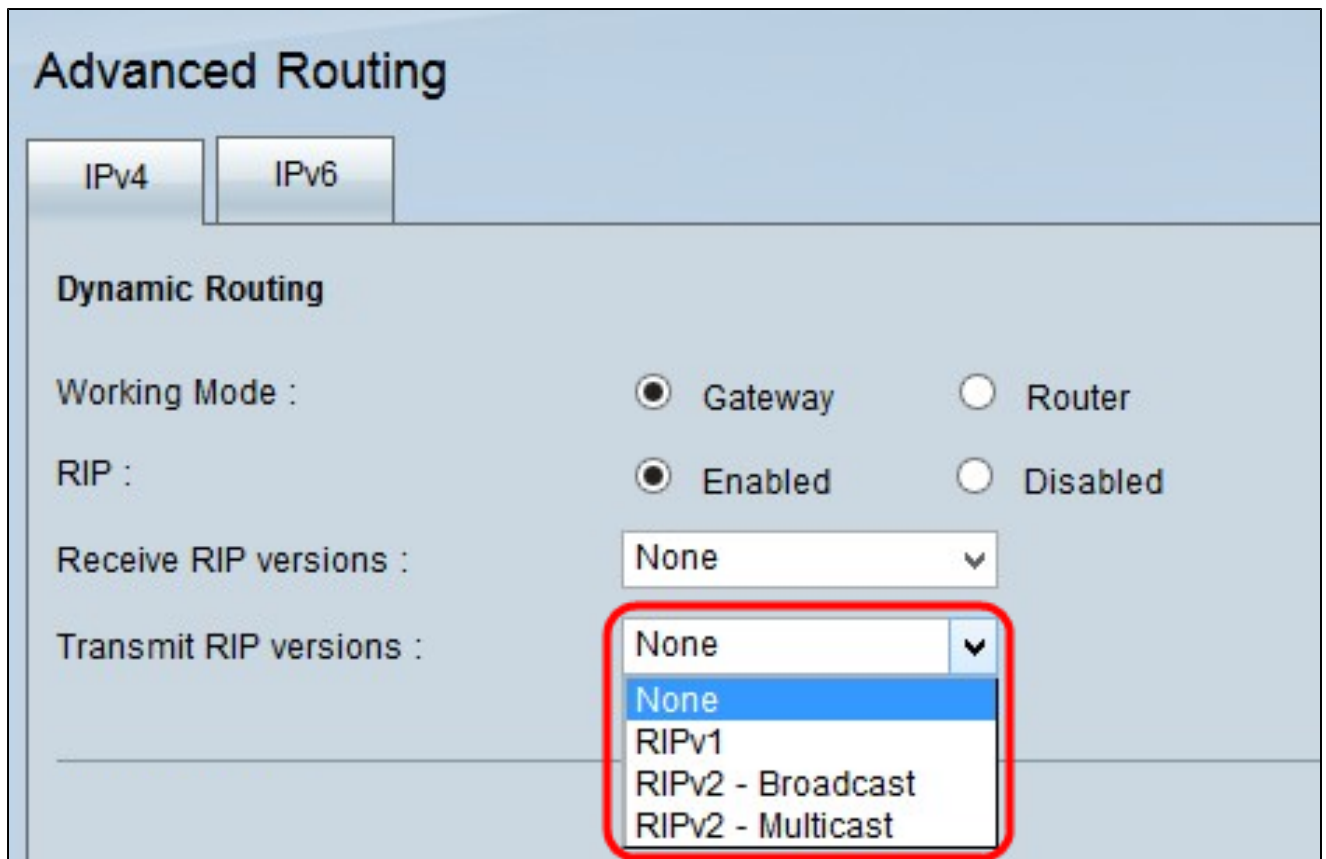 Advanced Routing
IPv4 IPv6
Dynamic Routing
Working Mode : Gateway Router
RIP : Enabled Disabled
Receive RIP versions : None
Transmit RIP versions : None
None
RIPv1
RIPv2 - Broadcast
RIPv2 - Multicast